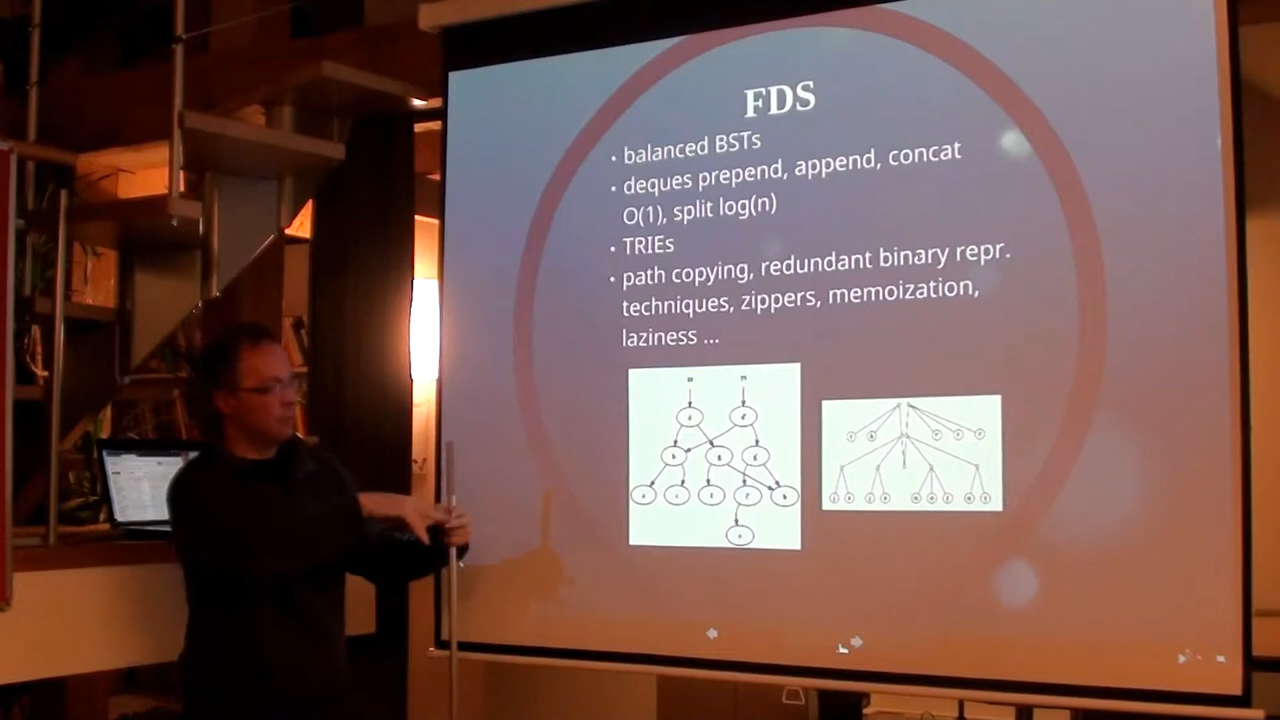 FDS
• balanced BSTs
• deques prepend, append, concat
O(1), split log(n)
• TRIEs
• path copying, redundant binary repr.
techniques, zippers, memoization,
laziness ...